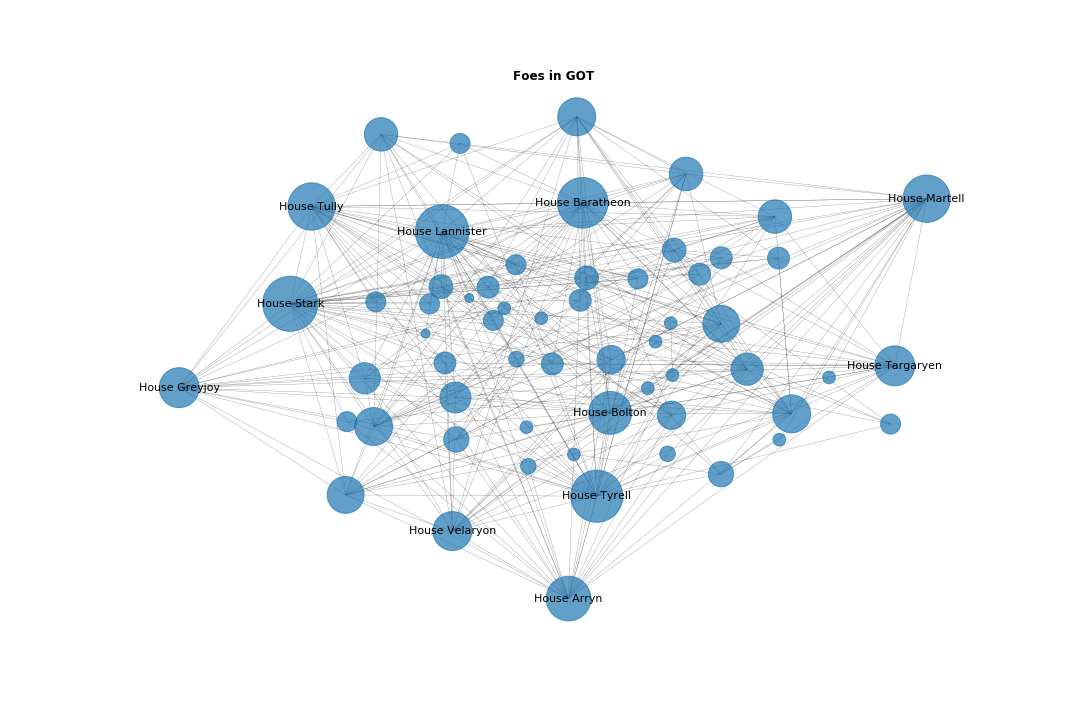 Foes in GOT
House Martell
House Baratheon
House Tully
House Lannister
House Stark
House Targaryen
House Greyjoy
House Bolton
House Tyrell
House Velaryon
House Arryn